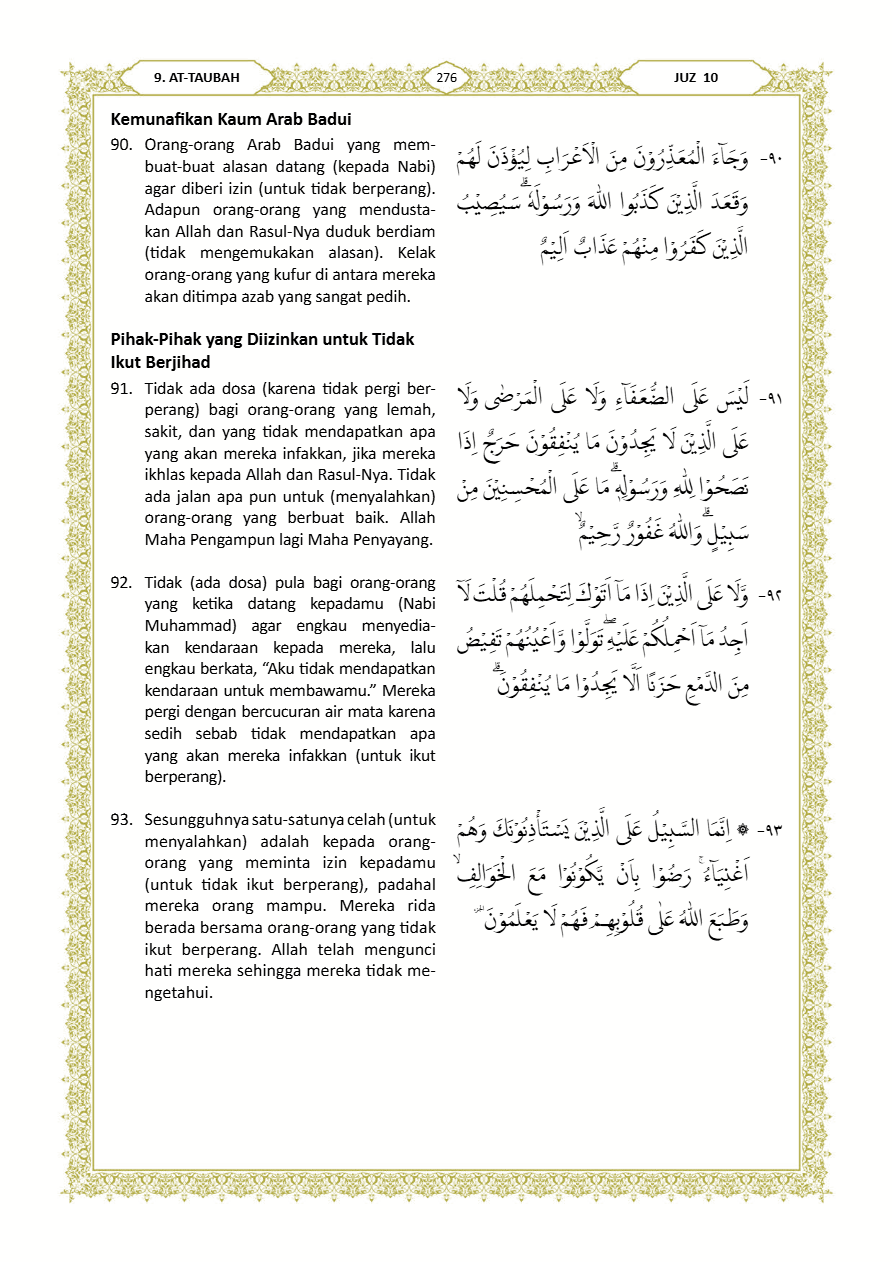 9. AT-TAUBAH
276
JUZ 10
Kemunafikan Kaum Arab Badui
90. Orang-orang Arab Badui yang mem-
buat-buat alasan datang (kepada Nabi)
agar diberi izin (untuk tidak berperang).
Adapun orang-orang yang mendusta-
kan Allah dan Rasul-Nya duduk berdiam
(tidak mengemukakan alasan). Kelak
orang-orang yang kufur di antara mereka
akan ditimpa azab yang sangat pedih.
٩٠- وَجَاۤءَ الْمُعَذِّرُوْنَ مِنَ الْاَعْرَابِ لِيُؤْذَنَ لَهُمْ
وَقَعَدَ الَّذِيْنَ كَذَبُوا اللّٰهَ وَرَسُوْلَهٗ ۗسَيُصِيْبُ
الَّذِيْنَ كَفَرُوْا مِنْهُمْ عَذَابٌ اَلِيْمٌ
Pihak-Pihak yang Diizinkan untuk Tidak
Ikut Berjihad
91. Tidak ada dosa (karena tidak pergi ber-
perang) bagi orang-orang yang lemah,
sakit, dan yang tidak mendapatkan apa
yang akan mereka infakkan, jika mereka
ikhlas kepada Allah dan Rasul-Nya. Tidak
ada jalan apa pun untuk (menyalahkan)
orang-orang yang berbuat baik. Allah
Maha Pengampun lagi Maha Penyayang.
٩١- لَيْسَ عَلَى الضُّعَفَاۤءِ وَلَا عَلَى الْمَرْضٰى وَلَا
عَلَى الَّذِيْنَ لَا يَجِدُوْنَ مَا يُنْفِقُوْنَ حَرَجٌ اِذَا
نَصَحُوْا لِلّٰهِ وَرَسُوْلِهٖۗ مَا عَلَى الْمُحْسِنِيْنَ مِنْ
سَبِيْلٍ ۗوَاللّٰهُ غَفُوْرٌ رَّحِيْمٌۙ
92. Tidak (ada dosa) pula bagi orang-orang
yang ketika datang kepadamu (Nabi
Muhammad) agar engkau menyedia-
kan kendaraan kepada mereka, lalu
engkau berkata, “Aku tidak mendapatkan
kendaraan untuk membawamu.” Mereka
pergi dengan bercucuran air mata karena
sedih sebab tidak mendapatkan apa
yang akan mereka infakkan (untuk ikut
berperang).
٩٢- وَّلَا عَلَى الَّذِيْنَ اِذَا مَآ اَتَوْكَ لِتَحْمِلَهُمْ قُلْتَ لَآ
اَجِدُ مَآ اَحْمِلُكُمْ عَلَيْهِ ۖتَوَلَّوْا وَّاَعْيُنُهُمْ تَفِيْضُ
مِنَ الدَّمْعِ حَزَنًا اَلَّا يَجِدُوْا مَا يُنْفِقُوْنَۗ
93. Sesungguhnya satu-satunya celah (untuk
menyalahkan) adalah kepada orang-
orang yang meminta izin kepadamu
(untuk tidak ikut berperang), padahal
mereka orang mampu. Mereka rida
berada bersama orang-orang yang tidak
ikut berperang. Allah telah mengunci
hati mereka sehingga mereka tidak me-
ngetahui.
٩٣- ۞ اِنَّمَا السَّبِيْلُ عَلَى الَّذِيْنَ يَسْتَأْذِنُوْنَكَ وَهُمْ
اَغْنِيَاۤءُۚ رَضُوْا بِاَنْ يَّكُوْنُوْا مَعَ الْخَوَالِفِۙ
وَطَبَعَ اللّٰهُ عَلٰى قُلُوْبِهِمْ فَهُمْ لَا يَعْلَمُوْنَ ۔